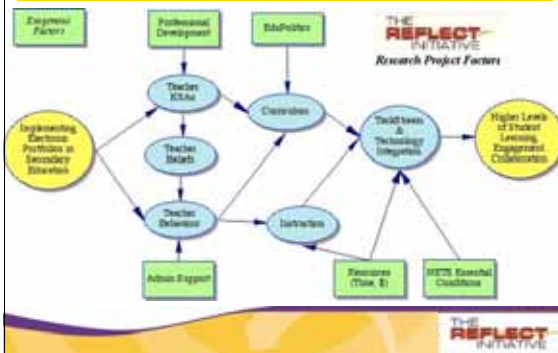 Exogenous
Factors
Professional
Development
EduPolitics
THE
REFLECT
INITIATIVE
Research Project Factors
Teacher
KSAs
Curriculum
Implementing
Electronic
Portfolios in
Secondary
Education
Teacher
Beliefs
TaskStream
&
Technology
Integration
Higher Levels
of Student
Learning,
Engagement
Collaboration
Teacher
Behaviors
Instruction
Admin Support
Resources
(Time, $)
NETS Essential
Conditions
THE
REFLECT
INITIATIVE